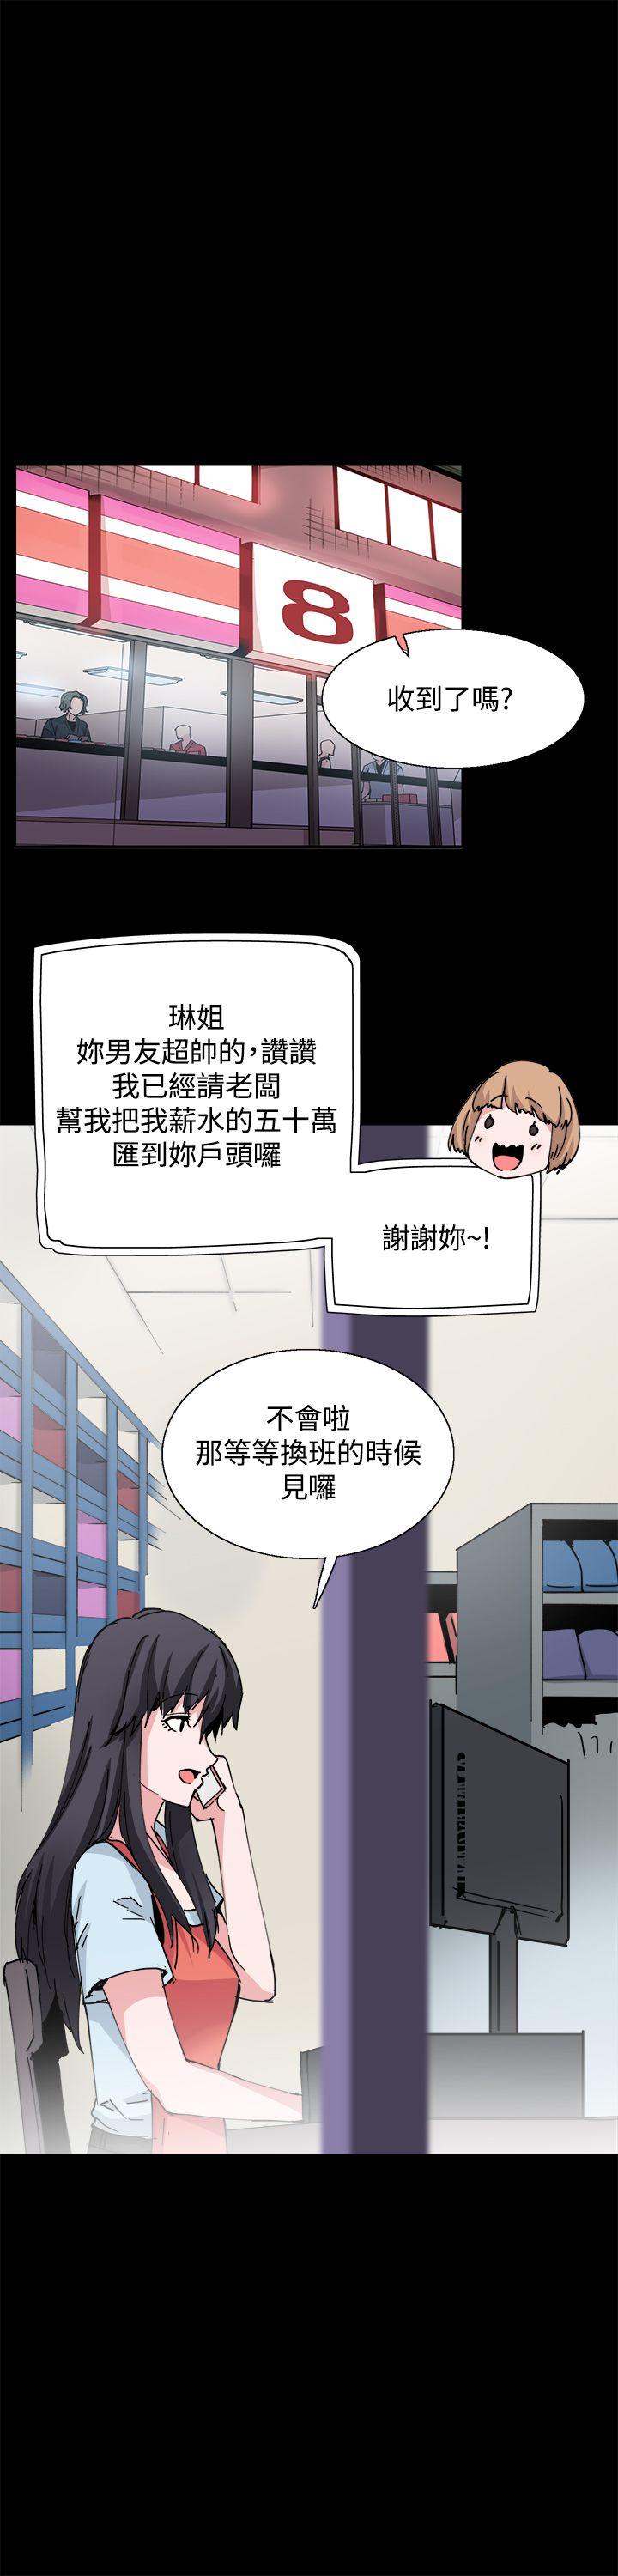 8
收到了嗎?
琳姐
妳男友超帥的,讚讚
我已經請老闆
幫我把我薪水的五十萬
匯到妳戶頭囉
謝謝妳~!
不會啦
那等等換班的時候
見囉